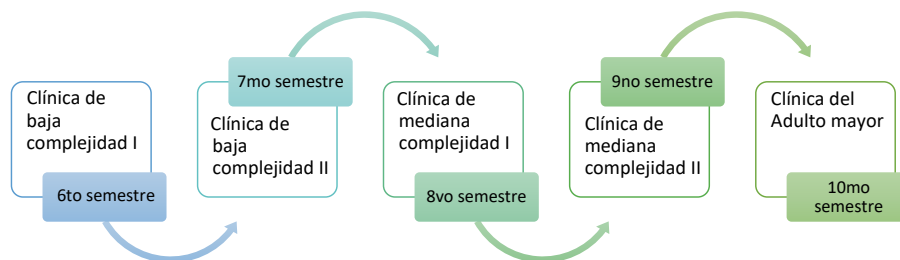 Clínica de
baja
complejidad I
6to semestre
7mo semestre
Clínica de
baja
complejidad II
Clínica de
mediana
complejidad I
8vo semestre
9no semestre
Clínica de
mediana
complejidad II
Clínica del
Adulto mayor
10mo
semestre